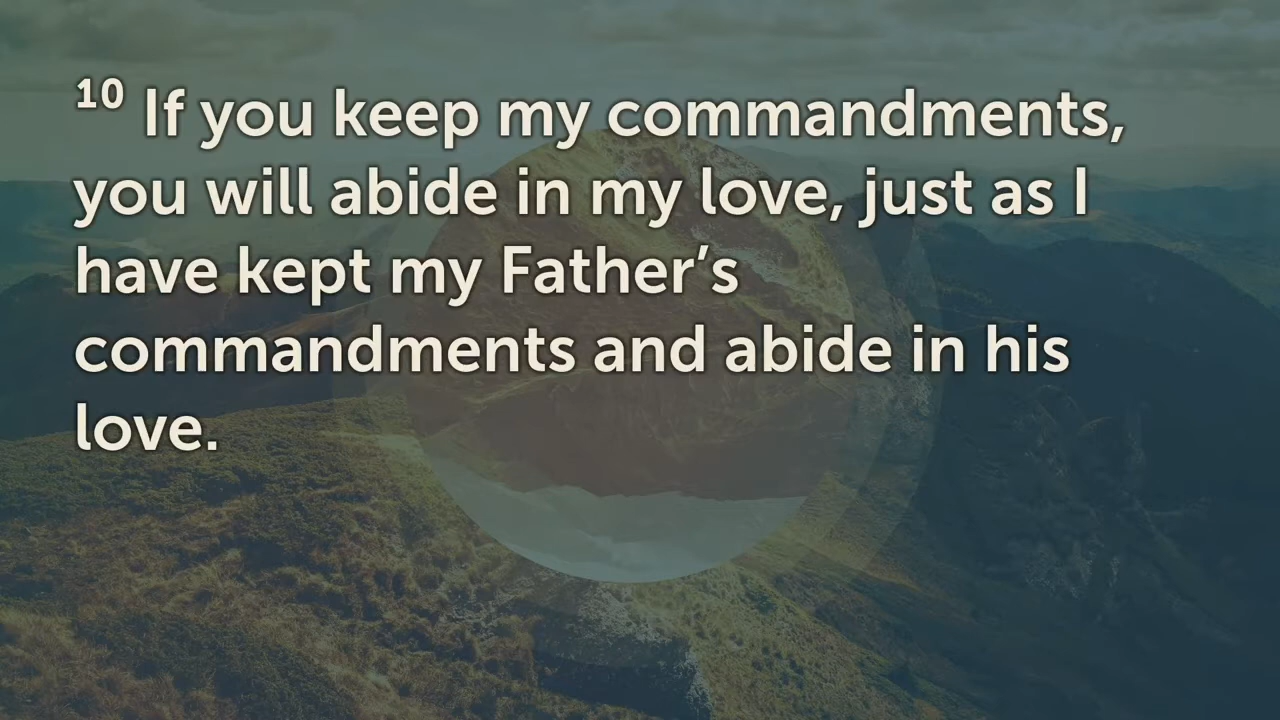 ¹⁰ If you keep my commandments,
you will abide in my love, just as I
have kept my Father’s
commandments and abide in his
love.